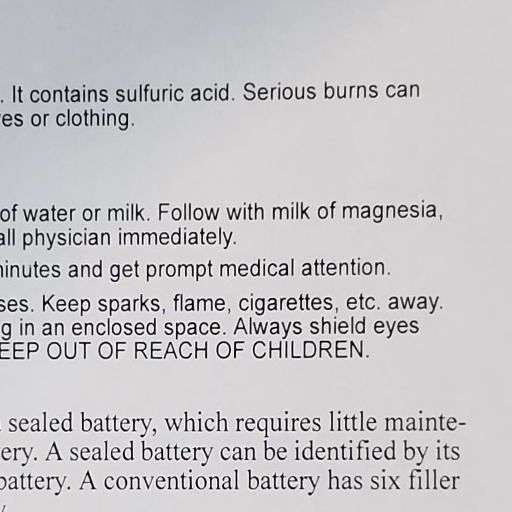 . It contains sulfuric acid. Serious burns can
es or clothing.
of water or milk. Follow with milk of magnesia,
all physician immediately.
inutes and get prompt medical attention.
ses. Keep sparks, flame, cigarettes, etc. away.
g in an enclosed space. Always shield eyes
EEP OUT OF REACH OF CHILDREN.
sealed battery, which requires little mainte-
ery. A sealed battery can be identified by its
battery. A conventional battery has six filler